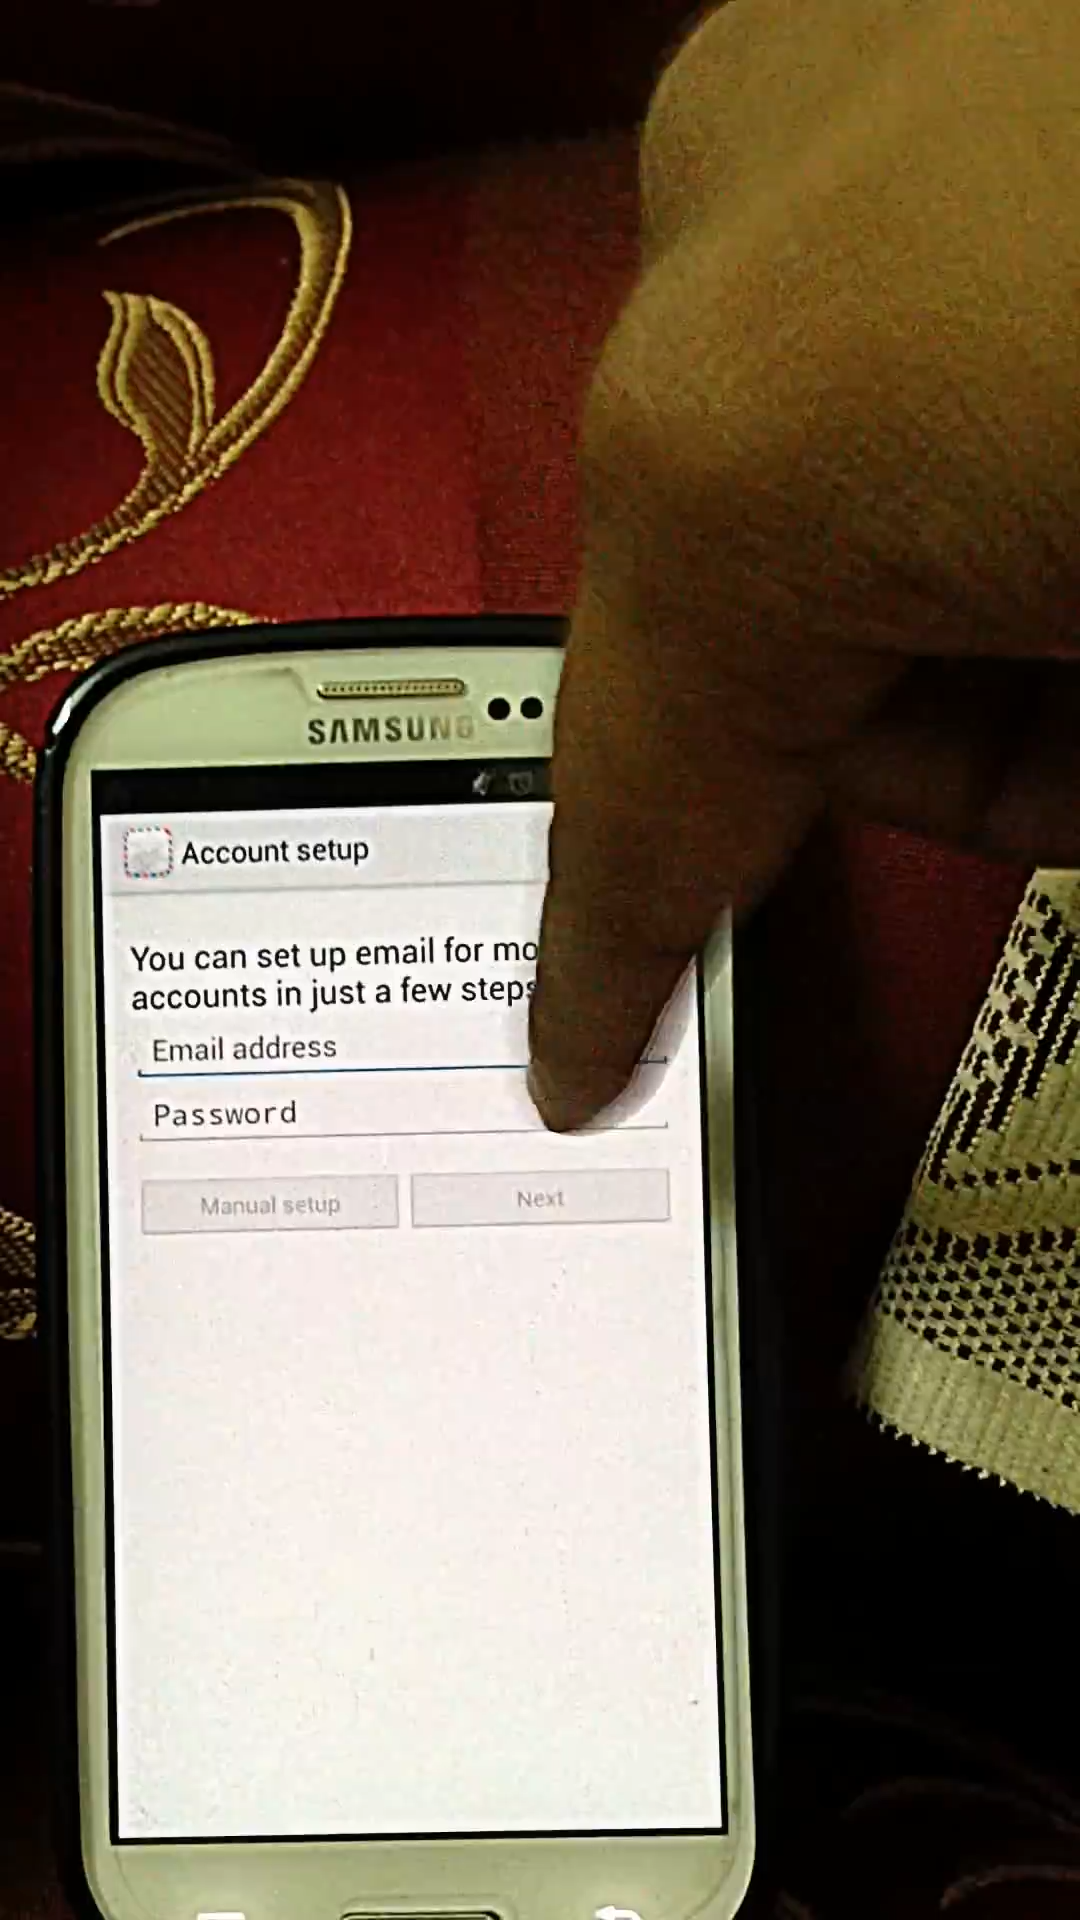 SAMSUNG
Account setup
You can set up email for
accounts in just a few steps
Email address
Password
Manual setup
Next